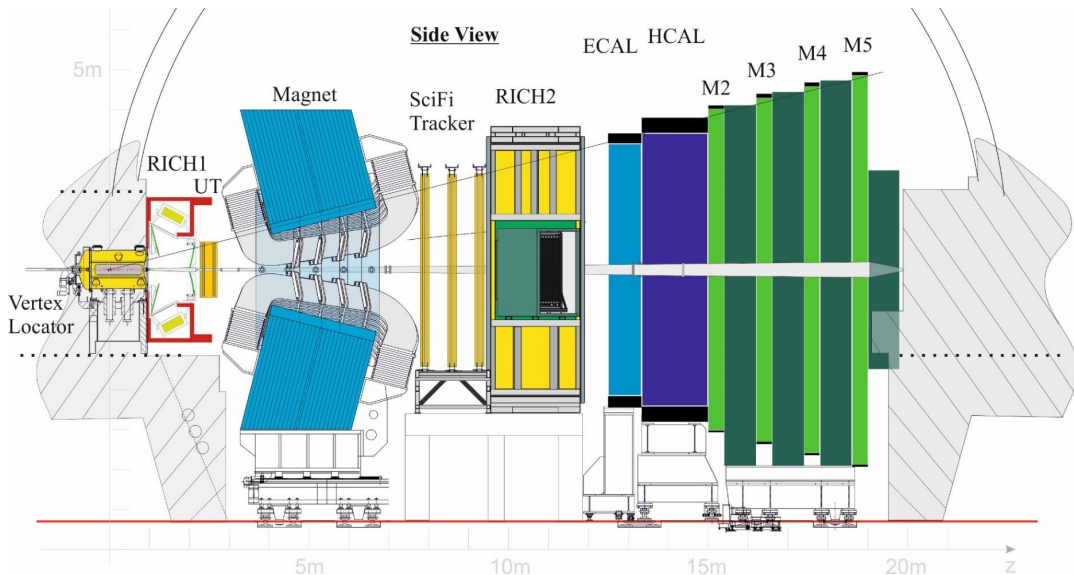 Side View
ECAL
HCAL
M5
M4
M3
M2
5m
Magnet
SciFi
Tracker
RICH2
RICH1
UT
Vertex
Locator
5m
10m
15m
20m
z